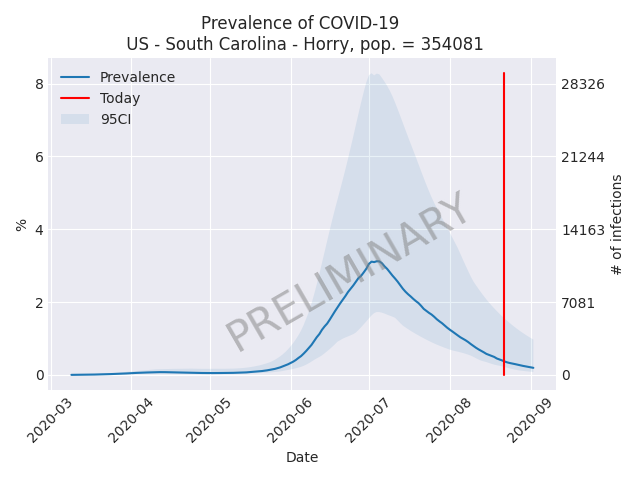 Prevalence of COVID-19
US - South Carolina - Horry, pop. = 354081
Prevalence
Today
95CI
PRELIMINARY
8
6
4
2
0
%
28326
21244
14163
7081
0
# of infections
2020-03
2020-04
2020-05
2020-06
2020-07
2020-08
2020-09
Date